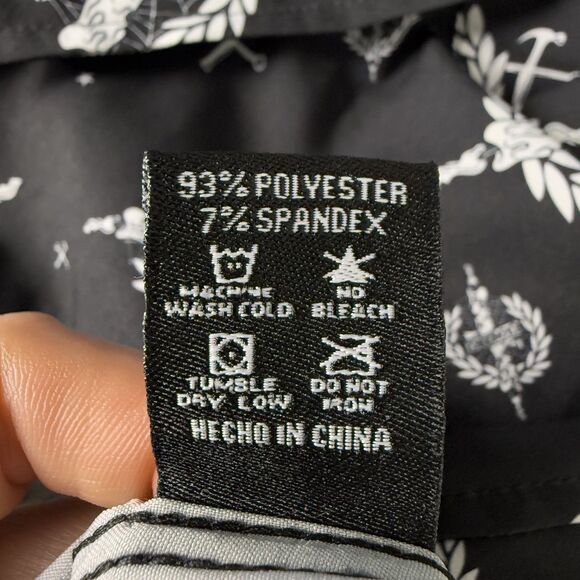 93% POLYESTER
7% SPANDEX
MACHINE NO
WASH COLD BLEACH
TUMBLE DO NOT
DRY LOW IRON
HECHO IN CHINA